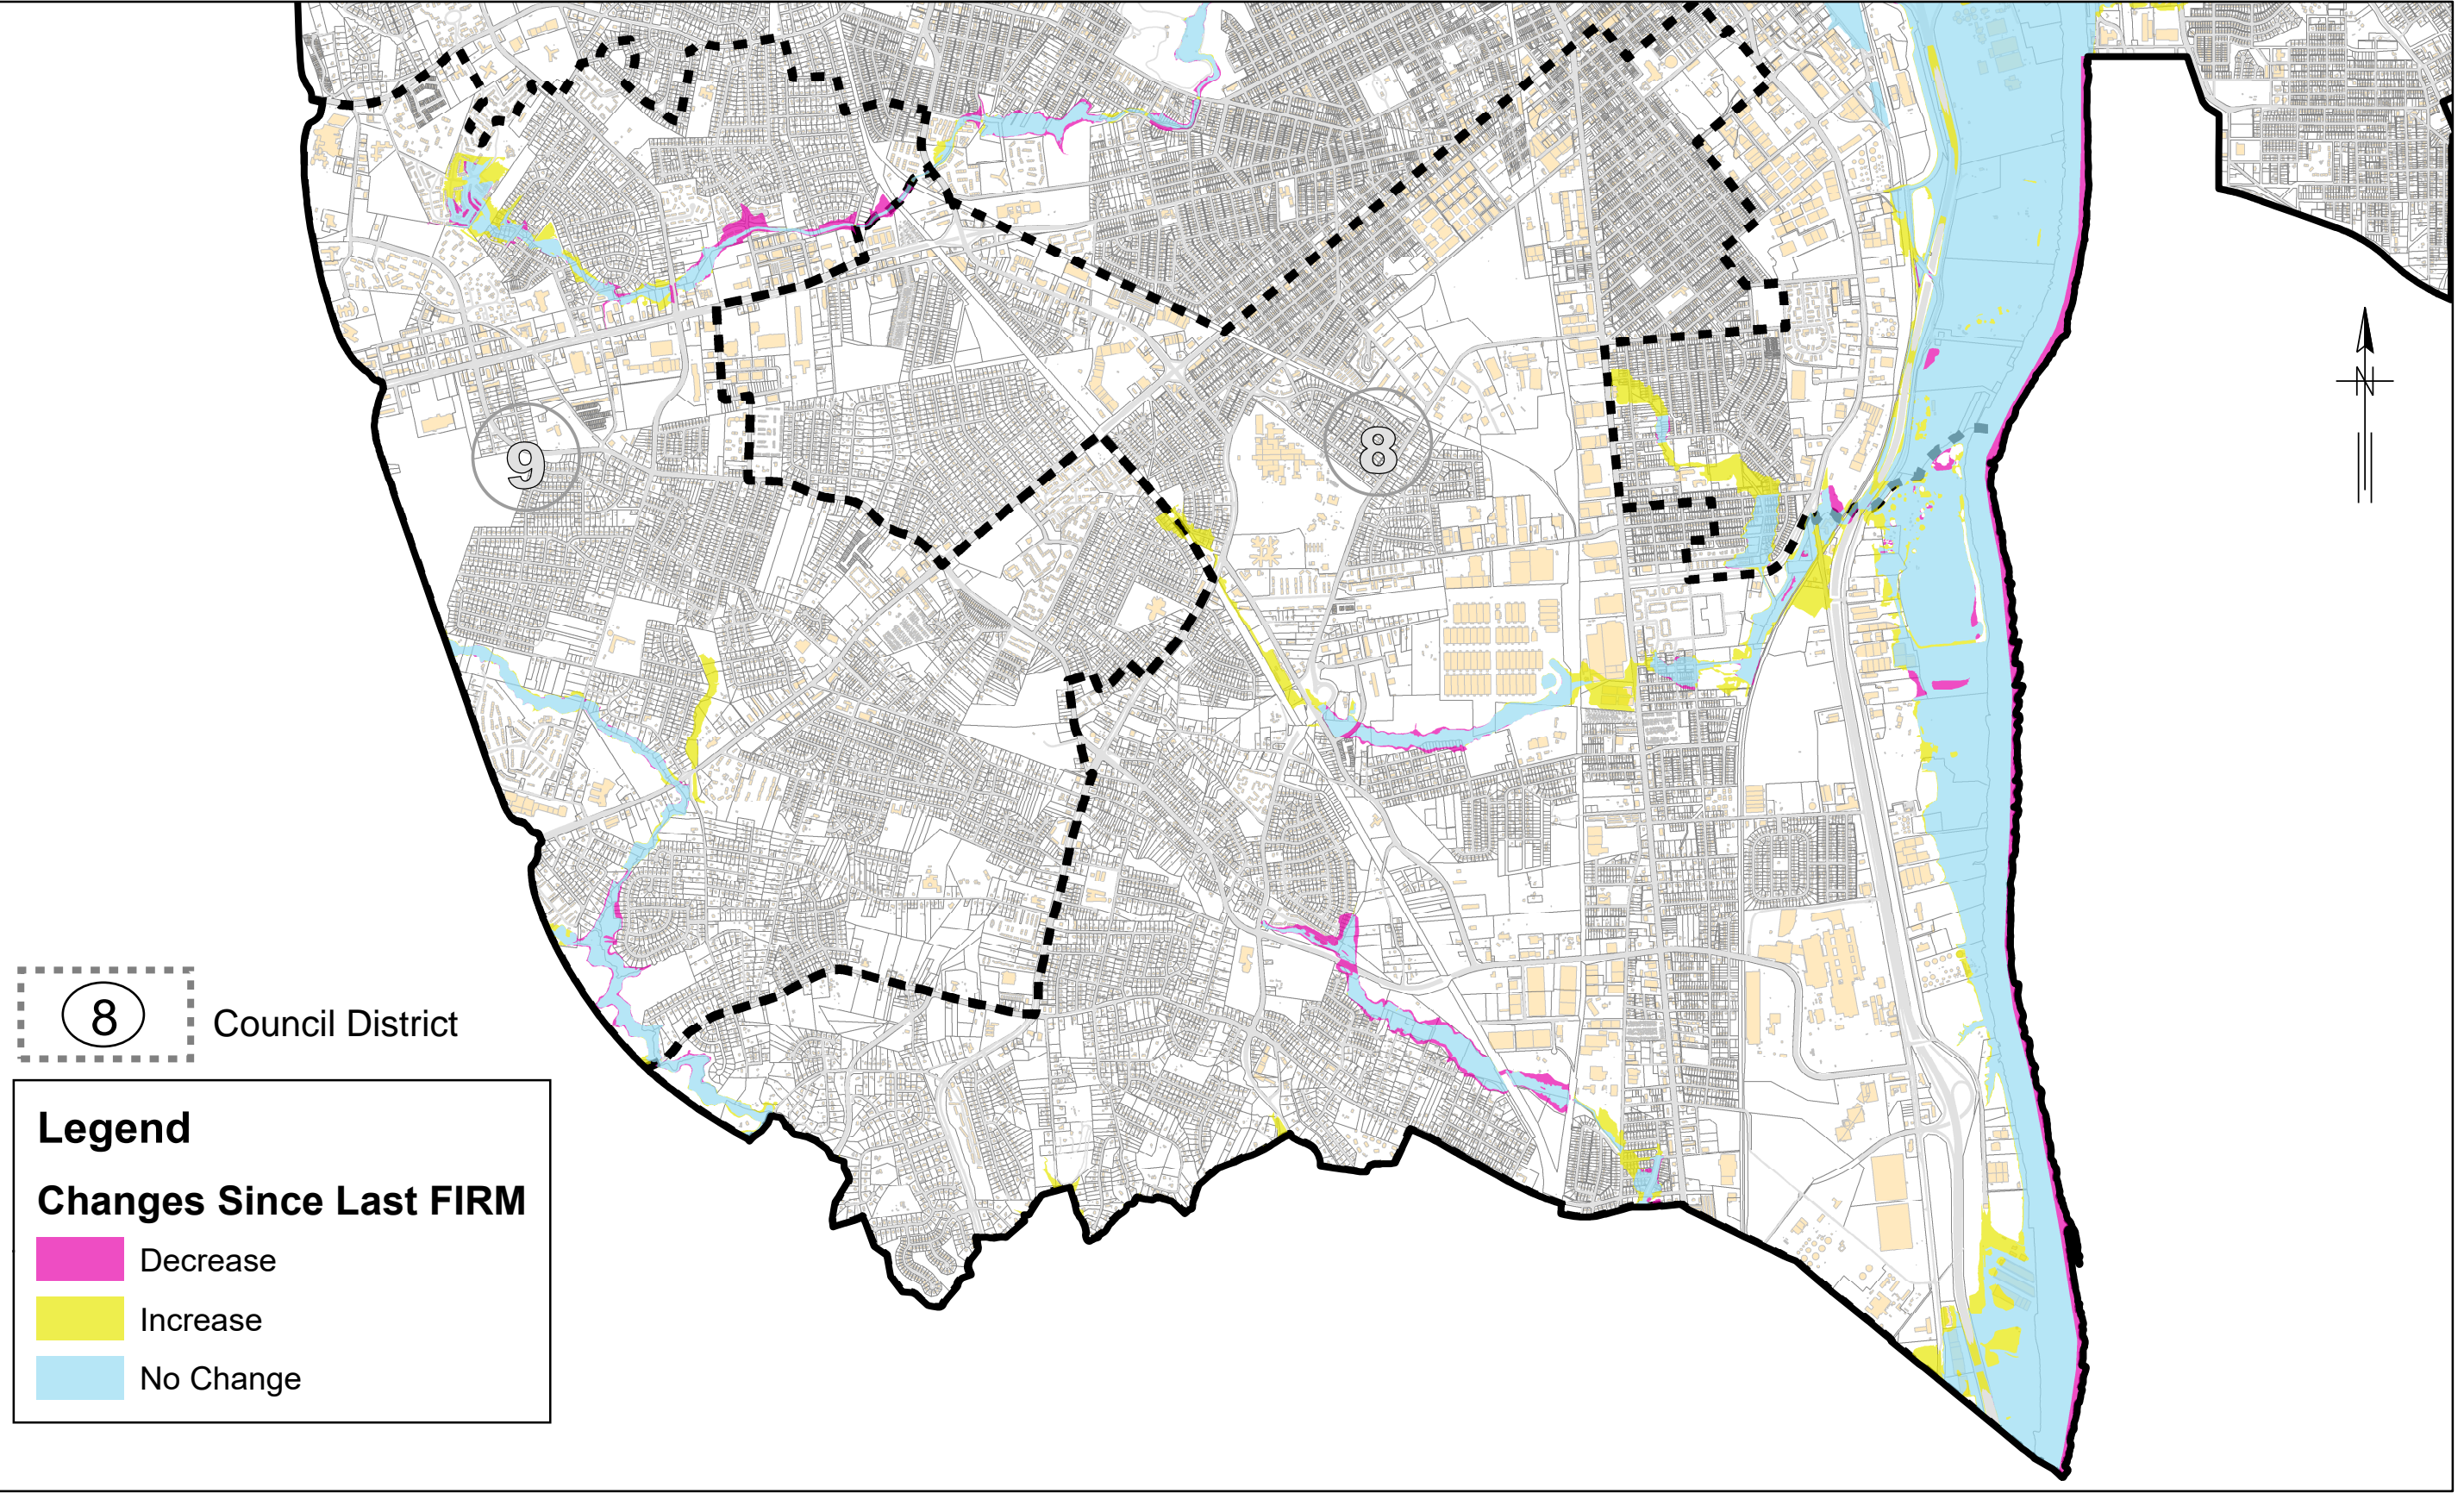 9
8
N
8
Council District
Legend
Changes Since Last FIRM
Decrease
Increase
No Change